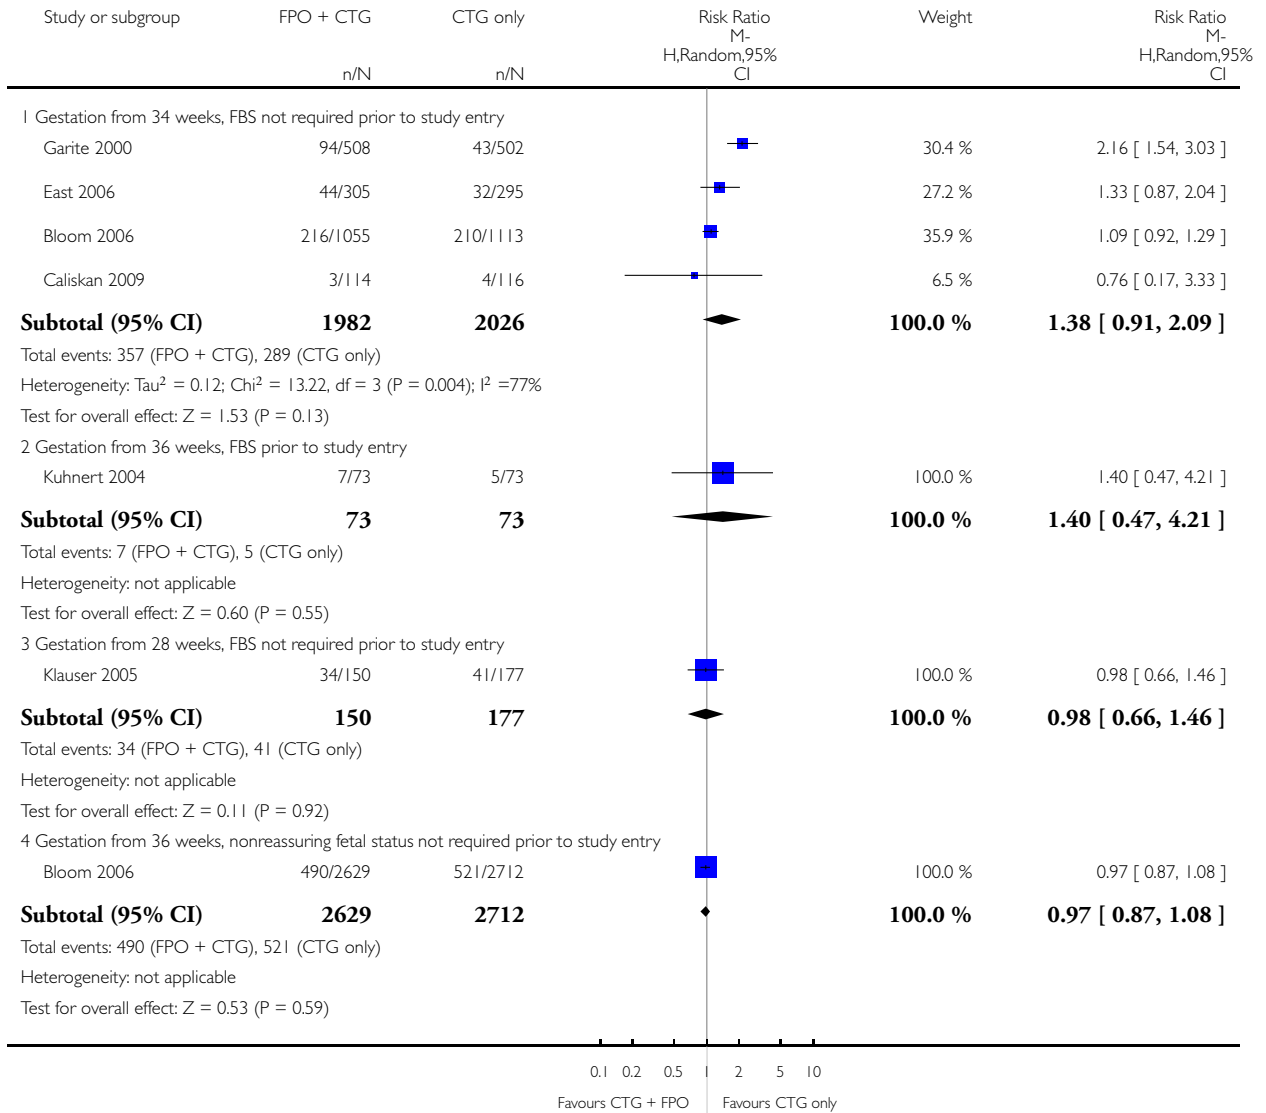 Study or subgroup FPO + CTG CTG only Risk Ratio Weight Risk Ratio
M- M-
H,Random,95% H,Random,95%
n/N n/N CI CI
1 Gestation from 34 weeks, FBS not required prior to study entry
Garite 2000 94/508 43/502 30.4 % 2.16 [ 1.54, 3.03 ]
East 2006 44/305 32/295 27.2 % 1.33 [ 0.87, 2.04 ]
Bloom 2006 216/1055 210/1113 35.9 % 1.09 [ 0.92, 1.29 ]
Caliskan 2009 3/114 4/116 6.5 % 0.76 [ 0.17, 3.33 ]
Subtotal (95% CI) 1982 2026 100.0 % 1.38 [ 0.91, 2.09 ]
Total events: 357 (FPO + CTG), 289 (CTG only)
Heterogeneity: Tau² = 0.12; Chi² = 13.22, df = 3 (P = 0.004); I² =77%
Test for overall effect: Z = 1.53 (P = 0.13)
2 Gestation from 36 weeks, FBS prior to study entry
Kuhnert 2004 7/73 5/73 100.0 % 1.40 [ 0.47, 4.21 ]
Subtotal (95% CI) 73 73 100.0 % 1.40 [ 0.47, 4.21 ]
Total events: 7 (FPO + CTG), 5 (CTG only)
Heterogeneity: not applicable
Test for overall effect: Z = 0.60 (P = 0.55)
3 Gestation from 28 weeks, FBS not required prior to study entry
Klauser 2005 34/150 41/177 100.0 % 0.98 [ 0.66, 1.46 ]
Subtotal (95% CI) 150 177 100.0 % 0.98 [ 0.66, 1.46 ]
Total events: 34 (FPO + CTG), 41 (CTG only)
Heterogeneity: not applicable
Test for overall effect: Z = 0.11 (P = 0.92)
4 Gestation from 36 weeks, nonreassuring fetal status not required prior to study entry
Bloom 2006 490/2629 521/2712 100.0 % 0.97 [ 0.87, 1.08 ]
Subtotal (95% CI) 2629 2712 100.0 % 0.97 [ 0.87, 1.08 ]
Total events: 490 (FPO + CTG), 521 (CTG only)
Heterogeneity: not applicable
Test for overall effect: Z = 0.53 (P = 0.59)
0.1 0.2 0.5 1 2 5 10
Favours CTG + FPO Favours CTG only